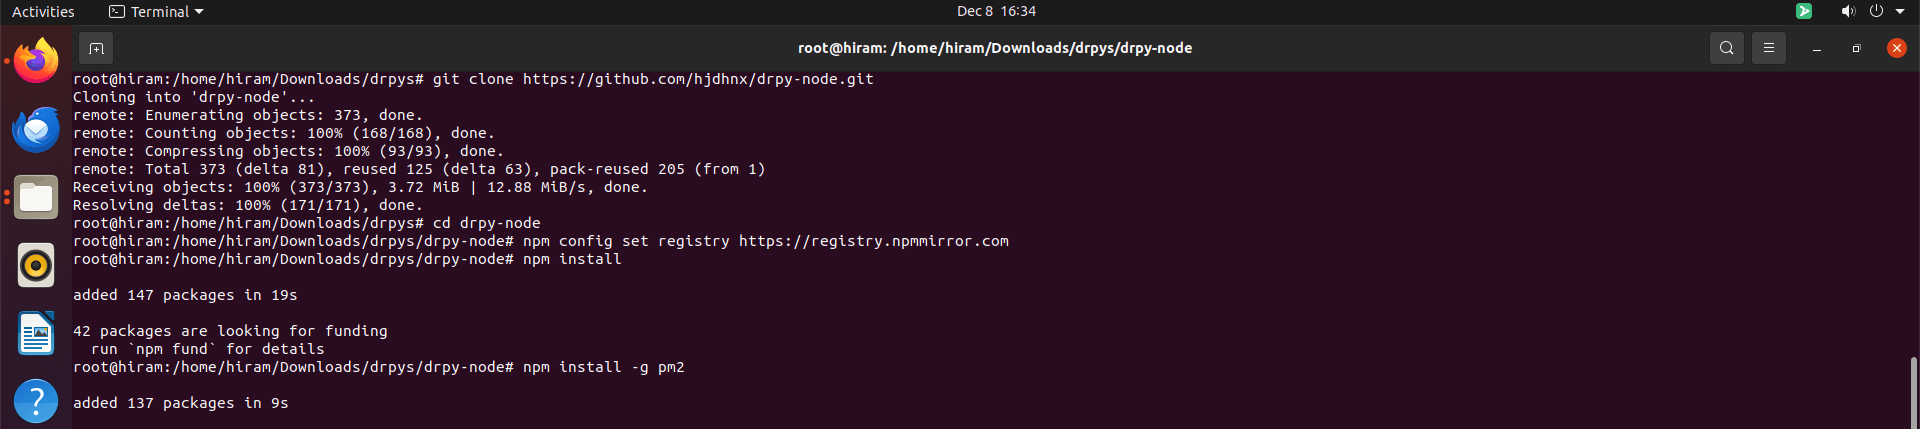 Activities
Terminal
Dec 8 16:34
root@hiram: /home/hiram/Downloads/drpys/drpy-node
root@hiram:/home/hiram/Downloads/drpys# git clone https://github.com/hjdhnx/drpy-node.git
Cloning into 'drpy-node'...
remote: Enumerating objects: 373, done.
remote: Counting objects: 100% (168/168), done.
remote: Compressing objects: 100% (93/93), done.
remote: Total 373 (delta 81), reused 125 (delta 63), pack-reused 205 (from 1)
Receiving objects: 100% (373/373), 3.72 MiB | 12.88 MiB/s, done.
Resolving deltas: 100% (171/171), done.
root@hiram:/home/hiram/Downloads/drpys# cd drpy-node
root@hiram:/home/hiram/Downloads/drpys/drpy-node# npm config set registry https://registry.npmmirror.com
root@hiram:/home/hiram/Downloads/drpys/drpy-node# npm install
added 147 packages in 19s
42 packages are looking for funding
run `npm fund` for details
root@hiram:/home/hiram/Downloads/drpys/drpy-node# npm install -g pm2
added 137 packages in 9s